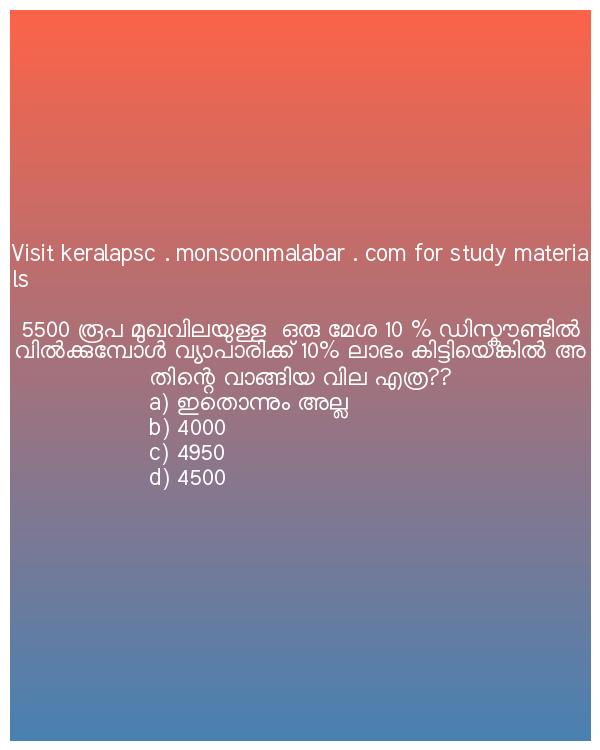 Visit keralapsc . monsoonmalabar . com for study materia
ls
5500 രൂപ മുഖവിലയുള്ള  ഒരു മേശ 10 % ഡിസ്കൗണ്ടിൽ
വിൽക്കുമ്പോൾ വ്യാപാരിക്ക് 10% ലാഭം കിട്ടിയെങ്കിൽ അ
തിന്റെ വാങ്ങിയ വില എത്ര??
a) ഇതൊന്നും അല്ല
b) 4000
c) 4950
d) 4500